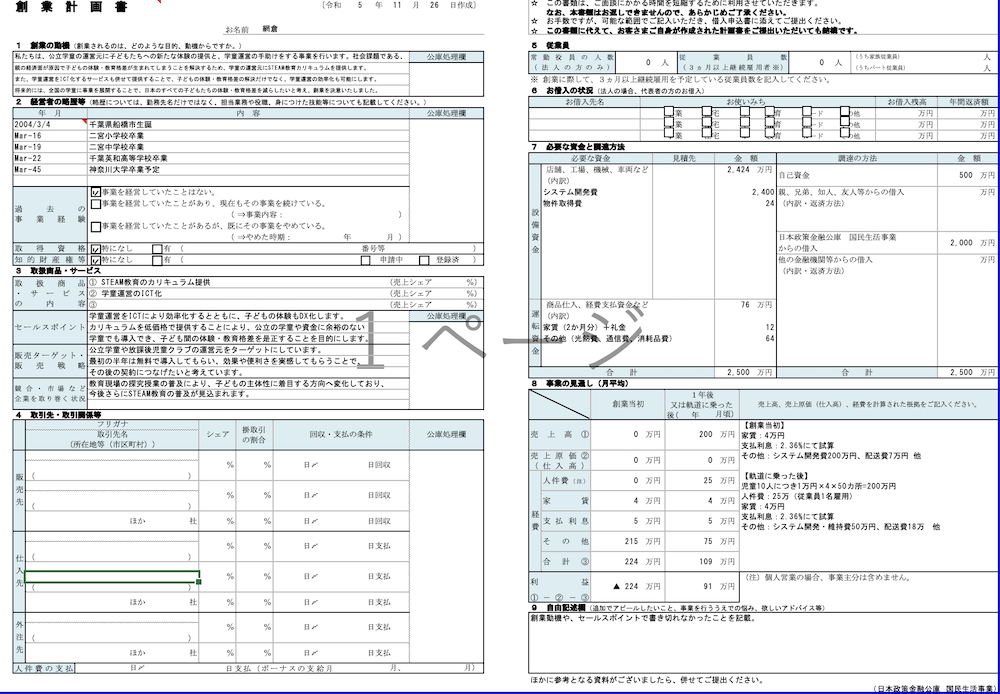 創業計画書
〔令和 5 年 11 月 26 日作成〕
お名前 網倉
☆ この書類は、ご面談にかかる時間を短縮するために利用させていただきます。
なお、本書類はお返しできませんので、あらかじめご了承ください。
☆ お手数ですが、可能な範囲でご記入いただき、借入申込書に添えてご提出ください。
☆ この書類に代えて、お客さまご自身が作成された計画書をご提出いただいても結構です。
1 創業の動機（創業されるのは、どのような目的、動機からですか。）
公庫処理欄
私たちは、公立学童の運営元に子どもたちへの新たな体験の提供と、学童運営の手助けをする事業を行います。社会課題である、
親の経済面が原因で子どもの体験・教育格差が生まれてしまうことを解決するため、学童の運営元にSTEAM教育カリキュラムを提供します。
また、学童運営をICT化するサービスも併せて提供することで、子どもの体験・教育格差の解決だけでなく、学童運営の効率化も可能にします。
将来的には、全国の学童に事業を展開することで、日本のすべての子どもたちの体験・教育格差を減らしたいと考え、創業を決意いたしました。
2 経営者の略歴等（略歴については、勤務先名だけではなく、担当業務や役職、身につけた技能等についても記載してください。）
年 月 内 容 公庫処理欄
2004/3/4 千葉県船橋市生誕
Mar-16 二宮小学校卒業
Mar-19 二宮中学校卒業
Mar-22 千葉英和高等学校卒業
Mar-45 神奈川大学卒業予定
過去の事業経験
事業を経営していたことはない。
事業を経営していたことがあり、現在もその事業を続けている。
（⇒事業内容： ）
事業を経営していたことがあるが、既にその事業をやめている。
（⇒やめた時期： 年 月）
取得資格 特になし 有（ 番号等 ）
知的財産権等 特になし 有（ 申請中 登録済 ）
3 取扱商品・サービス
取扱商品・サービスの内容
① STEAM教育のカリキュラム提供 （売上シェア %）
② 学童運営のICT化 （売上シェア %）
③ （売上シェア %）
セールスポイント
学童運営をICTにより効率化するとともに、子どもの体験もDX化します。
カリキュラムを低価格で提供することにより、公立の学童や資金に余裕のない
学童でも導入でき、子ども間の体験・教育格差を是正することを目的にします。
公庫処理欄
販売ターゲット・販売戦略
公立学童や放課後児童クラブの運営元をターゲットにしています。
最初の半年は無料で導入してもらい、効果や便利さを実感してもらうことで、
その後の契約につなげたいと考えています。
競合・市場など企業を取り巻く状況
教育現場の探究授業の普及により、子どもの主体性に着目する方向へ変化しており、
今後さらにSTEAM教育の普及が見込まれます。
4 取引先・取引関係等
フリガナ
取引先名
（所在地等（市区町村））
シェア 掛取引の割合 回収・支払の条件 公庫処理欄
販売先
% % 日〆 日回収
（ ）
% % 日〆 日回収
（ ）
ほか 社 % % 日〆 日回収
仕入先
% % 日〆 日支払
（ ）
% % 日〆 日支払
（ ）
ほか 社 % % 日〆 日支払
外注先
% % 日〆 日支払
（ ）
ほか 社 % % 日〆 日支払
人件費の支払 日〆 日支払（ボーナスの支給月 月、 月）
5 従業員
常勤役員の人数（法人の方のみ） 0 人
従業員（3ヵ月以上継続雇用者※） 0 人
（うち家族従業員） 人
（うちパート従業員） 人
※ 創業に際して、3ヵ月以上継続雇用を予定している従業員数を記入してください。
6 お借入の状況（法人の場合、代表者の方のお借入）
お借入先名 お使いみち お借入残高 年間返済額
業 宅 育 ード 他 万円 万円
業 宅 育 ード 他 万円 万円
業 宅 育 ード 他 万円 万円
7 必要な資金と調達方法
必要な資金 見積先 金 額 調達の方法 金 額
設備資金
店舗、工場、機械、車両など
（内訳）
2,424 万円
システム開発費 2,400
物件取得費 24
自己資金 500 万円
親、兄弟、知人、友人等からの借入
（内訳・返済方法）
万円
日本政策金融公庫 国民生活事業
からの借入
2,000 万円
他の金融機関等からの借入
（内訳・返済方法）
万円
運転資金
商品仕入、経費支払資金など
（内訳）
76 万円
家賃（2か月分）＋礼金 12
その他（光熱費、通信費、消耗品費） 64
合 計 2,500 万円 合 計 2,500 万円
8 事業の見通し（月平均）
創業当初
1年後
又は軌道に乗った
後（ 年 月頃）
売上高、売上原価（仕入高）、経費を計算された根拠をご記入ください。
売上高① 0 万円 200 万円
売上原価②（仕入高） 0 万円 0 万円
経費
人件費（注） 0 万円 25 万円
家 賃 4 万円 4 万円
支払利息 5 万円 5 万円
その他 215 万円 75 万円
合 計③ 224 万円 109 万円
利 益
①－②－③
▲ 224 万円 91 万円
【創業当初】
家賃：4万円
支払利息：2.36%にて試算
その他：システム開発費200万円、配送費7万円 他
【軌道に乗った後】
児童10人につき1万円×4×50カ所=200万円
人件費：25万（従業員1名雇用）
家賃：4万円
支払利息：2.36%にて試算
その他：システム開発・維持費50万円、配送費18万 他
（注）個人営業の場合、事業主分は含めません。
9 自由記述欄（追加でアピールしたいこと、事業を行ううえでの悩み、欲しいアドバイス等）
創業動機や、セールスポイントで書き切れなかったことを記載。
ほかに参考となる資料がございましたら、併せてご提出ください。
（日本政策金融公庫 国民生活事業）
1 ページ